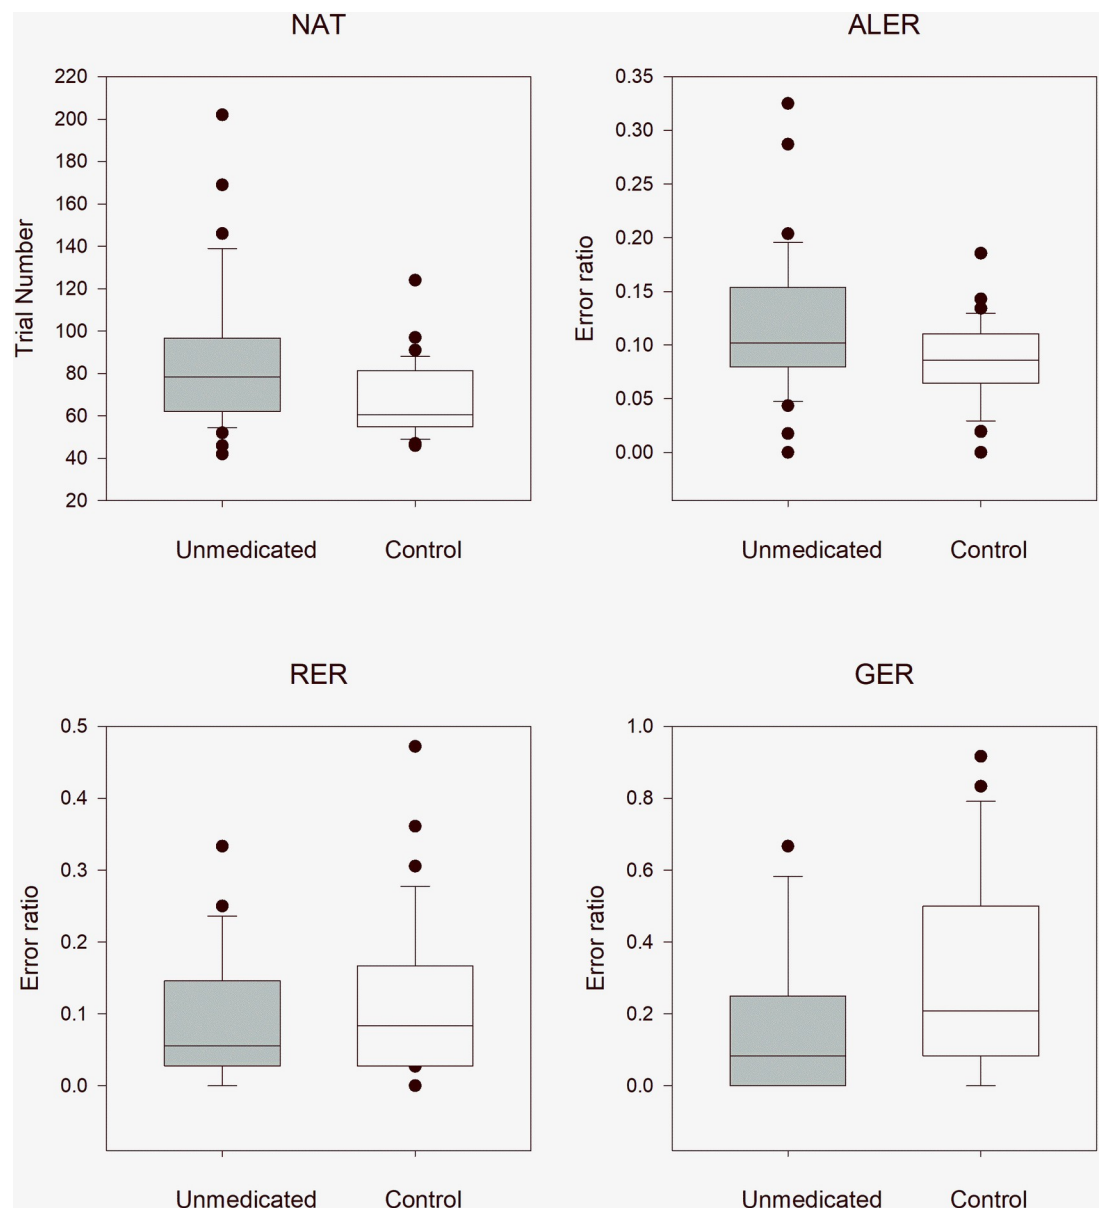 NAT
220
200
180
160
140
120
100
80
60
40
20
Trial Number
Unmedicated Control
ALER
0.35
0.30
0.25
0.20
0.15
0.10
0.05
0.00
Error ratio
Unmedicated Control
RER
0.5
0.4
0.3
0.2
0.1
0.0
Error ratio
Unmedicated Control
GER
1.0
0.8
0.6
0.4
0.2
0.0
Error ratio
Unmedicated Control